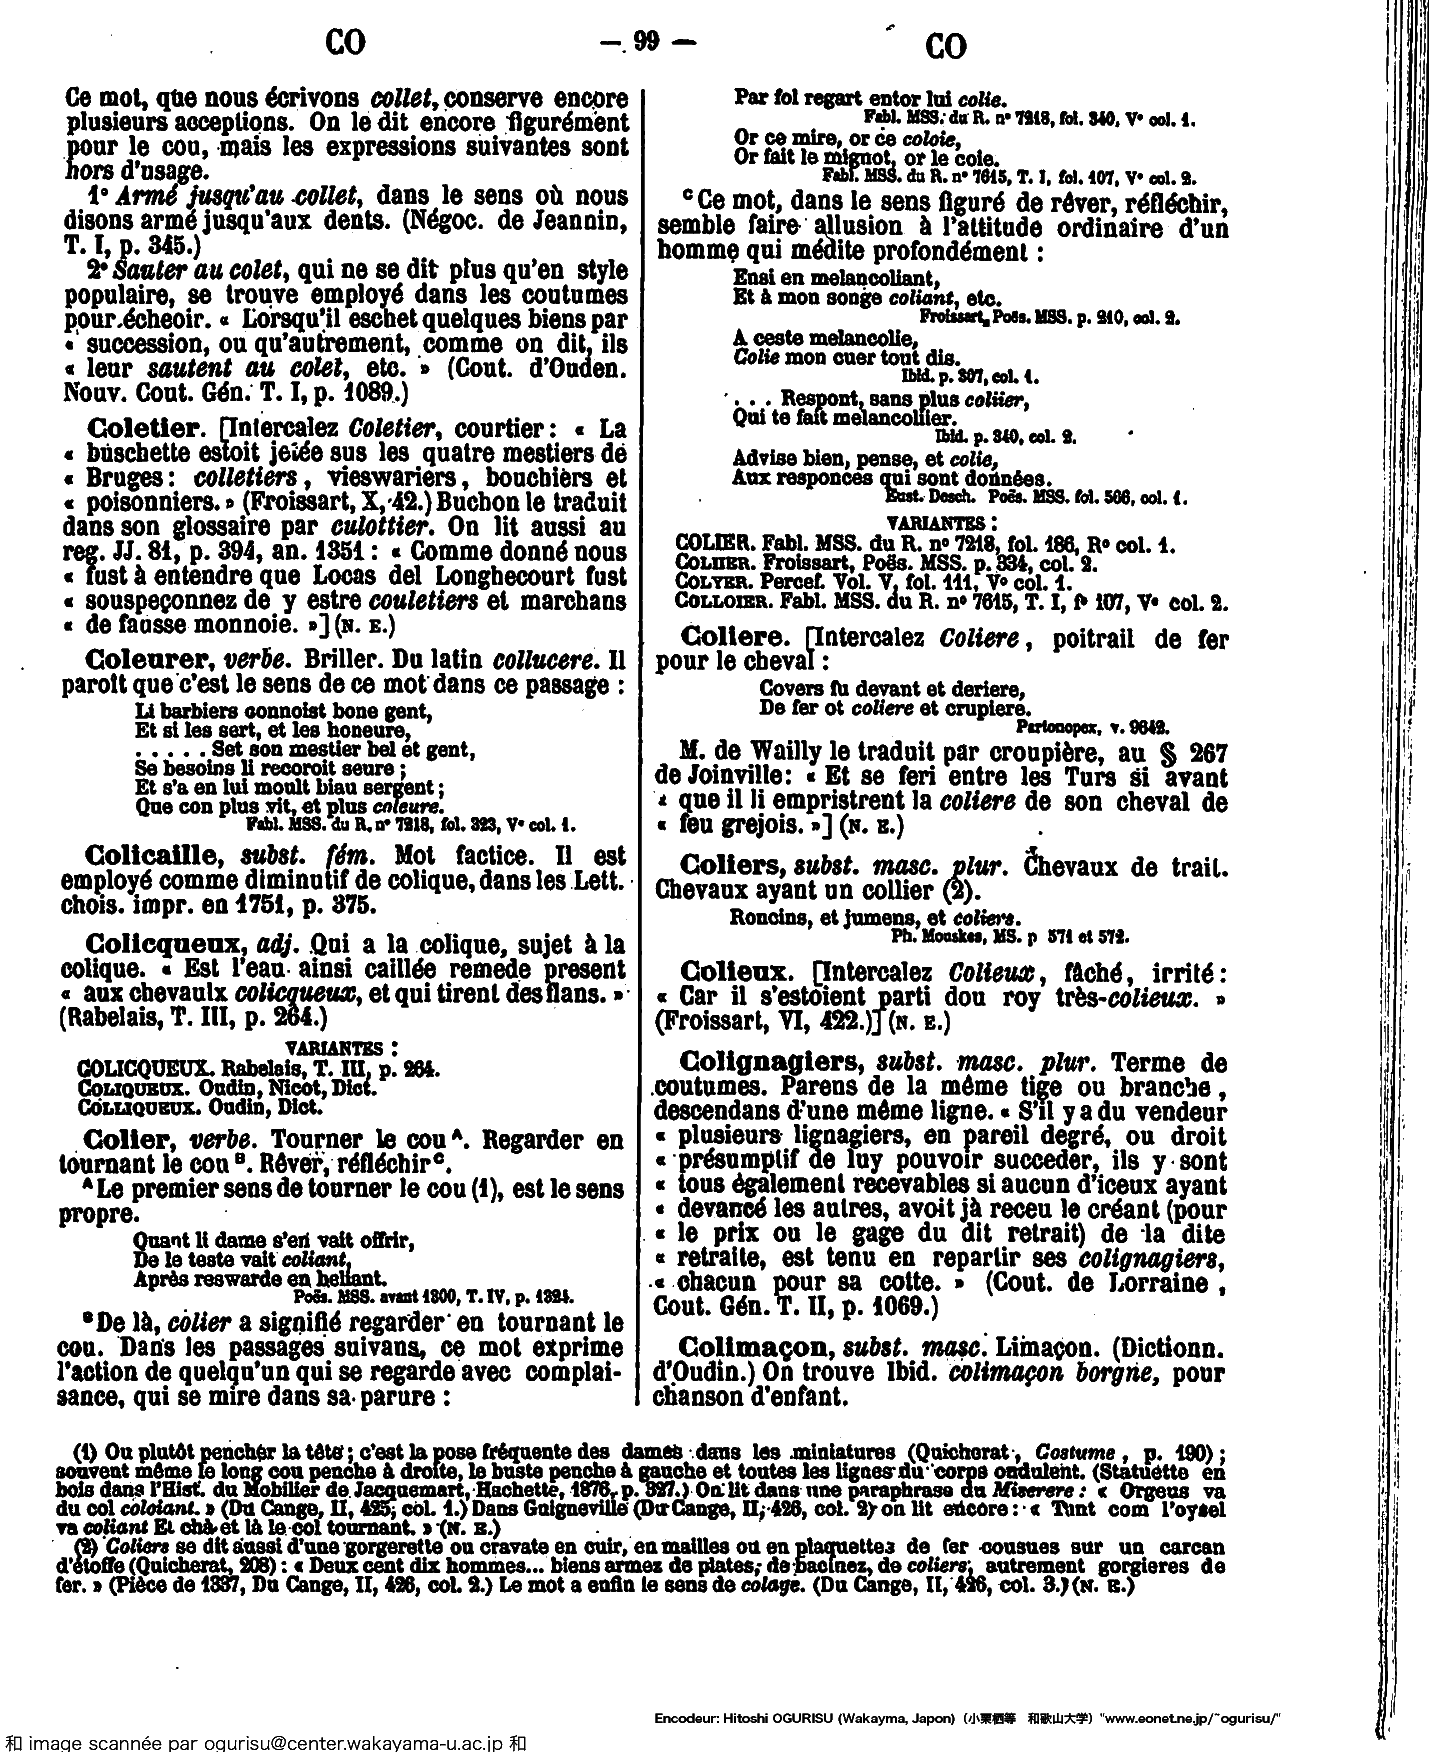 CO
— 99 —
CO
Ce mot, que nous écrivons collet, conserve encore
plusieurs acceptions. On le dit encore figurément
pour le cou, mais les expressions suivantes sont
hors d'usage.
1° Armé jusqu'au collet, dans le sens où nous
disons armé jusqu'aux dents. (Négoc. de Jeannin,
T. I, p. 345.)
2° Sauter au colet, qui ne se dit plus qu'en style
populaire, se trouve employé dans les coutumes
pour écheoir. « Lorsqu'il eschet quelques biens par
« succession, ou qu'autrement, comme on dit, ils
« leur sautent au colet, etc. » (Cout. d'Ouden.
Nouv. Cout. Gén. T. I, p. 1089.)
Coletier. [Intercalez Coletier, courtier : « La
« buschette estoit jetée sus les quatre mestiers de
« Bruges : colletiers, vieswariers, bouchiers et
« poisonniers. » (Froissart, X, 42.) Buchon le traduit
dans son glossaire par culottier. On lit aussi au
reg. JJ. 81, p. 394, an. 1351 : « Comme donné nous
« fust à entendre que Locas del Longhecourt fust
« souspeçonnez de y estre couletiers et marchans
« de fausse monnoie. »] (N. E.)
Coleurer, verbe. Briller. Du latin collucere. Il
paroît que c'est le sens de ce mot dans ce passage :
Li barbiers connoist bone gent,
Et si les sert, et les honeure,
. . . . . Set son mestier bel et gent,
Se besoins li recoroit seure ;
Et s'a en lui moult biau sergent ;
Que con plus vit, et plus coleure.
Fabl. MSS. du R. n° 7218, fol. 323, V° col. 1.
Colicaille, subst. fém. Mot factice. Il est
employé comme diminutif de colique, dans les Lett.
chois. impr. en 1751, p. 375.
Colicqueux, adj. Qui a la colique, sujet à la
colique. « Est l'eau ainsi caillée remede present
« aux chevaulx colicqueux, et qui tirent des flans. »
(Rabelais, T. III, p. 264.)
VARIANTES :
COLICQUEUX. Rabelais, T. III, p. 264.
COLIQUEUX. Oudin, Nicot, Dict.
COLLIQUEUX. Oudin, Dict.
Colier, verbe. Tourner le cou ᴬ. Regarder en
tournant le cou ᴮ. Rêver, réfléchir ᶜ.
ᴬ Le premier sens de tourner le cou (1), est le sens
propre.
Quant li dame s'en vait offrir,
De le teste vait coliant,
Après reswarde en beliant.
Poës. MSS. avant 1300, T. IV, p. 1324.
ᴮ De là, colier a signifié regarder en tournant le
cou. Dans les passages suivans, ce mot exprime
l'action de quelqu'un qui se regarde avec complai-
sance, qui se mire dans sa parure :
Par fol regart entor lui colie.
Fabl. MSS. du R. n° 7218, fol. 340, V° col. 1.
Or ce mire, or ce coloie,
Or fait le mignot, or le coie.
Fabl. MSS. du R. n° 7615, T. I, fol. 107, V° col. 2.
ᶜ Ce mot, dans le sens figuré de rêver, réfléchir,
semble faire allusion à l'attitude ordinaire d'un
homme qui médite profondément :
Ensi en melancoliant,
Et à mon songe coliant, etc.
Froissart, Poës. MSS. p. 210, col. 2.
A ceste melancolie,
Colie mon cuer tout dis.
Ibid. p. 307, col. 1.
. . . Respont, sans plus coliier,
Qui te fait melancoliier.
Ibid. p. 340, col. 2.
Advise bien, pense, et colie,
Aux responces qui sont données.
Eust. Desch. Poës. MSS. fol. 506, col. 1.
VARIANTES :
COLIER. Fabl. MSS. du R. n° 7218, fol. 186, R° col. 1.
COLIIER. Froissart, Poës. MSS. p. 334, col. 2.
COLYER. Percef. Vol. V, fol. 111, V° col. 1.
COLLOIER. Fabl. MSS. du R. n° 7615, T. I, f° 107, V° col. 2.
Coliere. [Intercalez Coliere, poitrail de fer
pour le cheval :
Covers fu devant et deriere,
De fer ot coliere et crupiere.
Partonopex, v. 9642.
M. de Wailly le traduit par croupière, au § 267
de Joinville : « Et se feri entre les Turs si avant
« que il li empristrent la coliere de son cheval de
« feu grejois. »] (N. E.)
Coliers, subst. masc. plur. Chevaux de trait.
Chevaux ayant un collier (2).
Roncins, et jumens, et coliers.
Ph. Mouskes, MS. p 571 et 572.
Colieux. [Intercalez Colieux, fâché, irrité :
« Car il s'estoient parti dou roy très-colieux. »
(Froissart, VI, 422.)] (N. E.)
Colignagiers, subst. masc. plur. Terme de
coutumes. Parens de la même tige ou branche,
descendans d'une même ligne. « S'il y a du vendeur
« plusieurs lignagiers, en pareil degré, ou droit
« présumptif de luy pouvoir succeder, ils y sont
« tous également recevables si aucun d'iceux ayant
« devancé les autres, avoit jà receu le créant (pour
« le prix ou le gage du dit retrait) de la dite
« retraite, est tenu en repartir ses colignagiers,
« chacun pour sa cotte. » (Cout. de Lorraine,
Cout. Gén. T. II, p. 1069.)
Colimaçon, subst. masc. Limaçon. (Dictionn.
d'Oudin.) On trouve Ibid. colimaçon borgne, pour
chanson d'enfant.
(1) Ou plutôt pencher la tête ; c'est la pose fréquente des dames dans les miniatures (Quicherat, Costume, p. 190) ;
souvent même le long cou penche à droite, le buste penche à gauche et toutes les lignes du corps ondulent. (Statuette en
bois dans l'Hist. du Mobilier de Jacquemart, Hachette, 1876, p. 327.) On lit dans une paraphrase du Miserere : « Orgeus va
du col coloiant. » (Du Cange, II, 425, col. 1.) Dans Guigneville (Du Cange, II, 426, col. 2) on lit encore : « Tunt com l'oysel
va coliant Et chà et là le col tournant. » (N. E.)
(2) Coliers se dit aussi d'une gorgerette ou cravate en cuir, en mailles ou en plaquettes de fer cousues sur un carcan
d'étoffe (Quicherat, 208) : « Deux cent dix hommes... biens armez de plates, de bacinez, de coliers, autrement gorgieres de
fer. » (Pièce de 1337, Du Cange, II, 426, col. 2.) Le mot a enfin le sens de colage. (Du Cange, II, 426, col. 3.) (N. E.)
Encodeur: Hitoshi OGURISU (Wakayma, Japon)（小栗栖等　和歌山大学）"www.eonet.ne.jp/~ogurisu/"
和 image scannée par ogurisu@center.wakayama-u.ac.jp 和